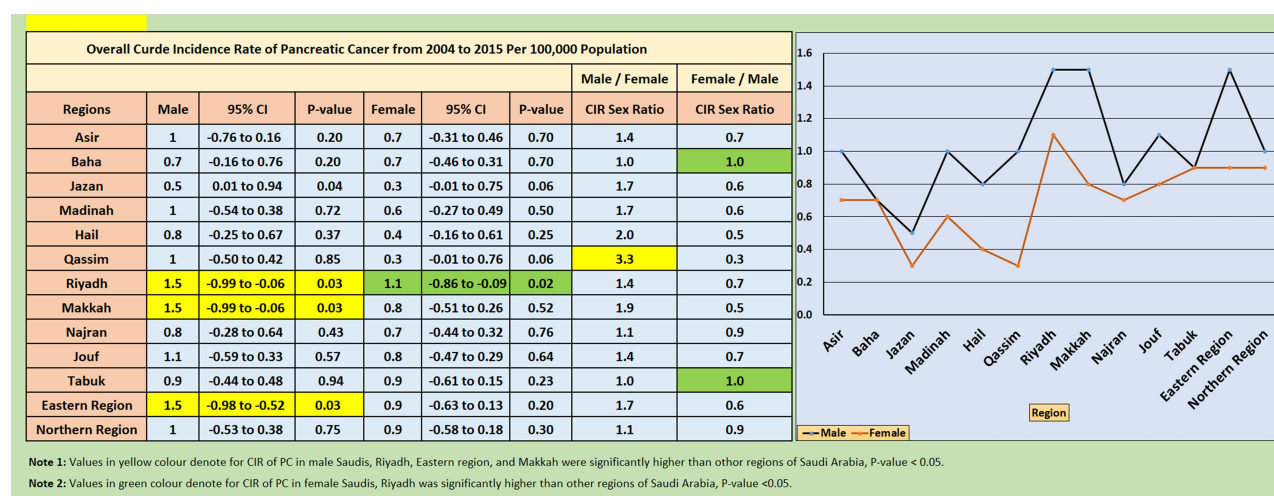 Overall Curde Incidence Rate of Pancreatic Cancer from 2004 to 2015 Per 100,000 Population
Male / Female Female / Male
Regions Male 95% CI P-value Female 95% CI P-value CIR Sex Ratio CIR Sex Ratio
Asir 1 -0.76 to 0.16 0.20 0.7 -0.31 to 0.46 0.70 1.4 0.7
Baha 0.7 -0.16 to 0.76 0.20 0.7 -0.46 to 0.31 0.70 1.0 1.0
Jazan 0.5 0.01 to 0.94 0.04 0.3 -0.01 to 0.75 0.06 1.7 0.6
Madinah 1 -0.54 to 0.38 0.72 0.6 -0.27 to 0.49 0.50 1.7 0.6
Hail 0.8 -0.25 to 0.67 0.37 0.4 -0.16 to 0.61 0.25 2.0 0.5
Qassim 1 -0.50 to 0.42 0.85 0.3 -0.01 to 0.76 0.06 3.3 0.3
Riyadh 1.5 -0.99 to -0.06 0.03 1.1 -0.86 to -0.09 0.02 1.4 0.7
Makkah 1.5 -0.99 to -0.06 0.03 0.8 -0.51 to 0.26 0.52 1.9 0.5
Najran 0.8 -0.28 to 0.64 0.43 0.7 -0.44 to 0.32 0.76 1.1 0.9
Jouf 1.1 -0.59 to 0.33 0.57 0.8 -0.47 to 0.29 0.64 1.4 0.7
Tabuk 0.9 -0.44 to 0.48 0.94 0.9 -0.61 to 0.15 0.23 1.0 1.0
Eastern Region 1.5 -0.98 to -0.52 0.03 0.9 -0.63 to 0.13 0.20 1.7 0.6
Northern Region 1 -0.53 to 0.38 0.75 0.9 -0.58 to 0.18 0.30 1.1 0.9
1.6
1.4
1.2
1.0
0.8
0.6
0.4
0.2
0.0
Asir
Baha
Jazan
Madinah
Hail
Qassim
Riyadh
Makkah
Najran
Jouf
Tabuk
Eastern Region
Northern Region
Region
Male Female
Note 1: Values in yellow colour denote for CIR of PC in male Saudis, Riyadh, Eastern region, and Makkah were significantly higher than othor regions of Saudi Arabia, P-value < 0.05.
Note 2: Values in green colour denote for CIR of PC in female Saudis, Riyadh was significantly higher than other regions of Saudi Arabia, P-value <0.05.